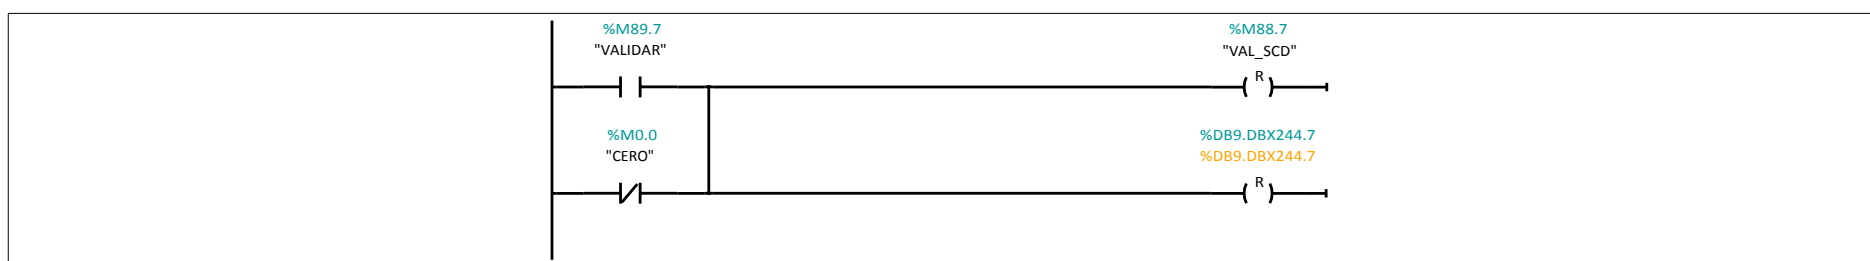 %M89.7
"VALIDAR"
%M88.7
"VAL_SCD"
R
%M0.0
"CERO"
%DB9.DBX244.7
%DB9.DBX244.7
R